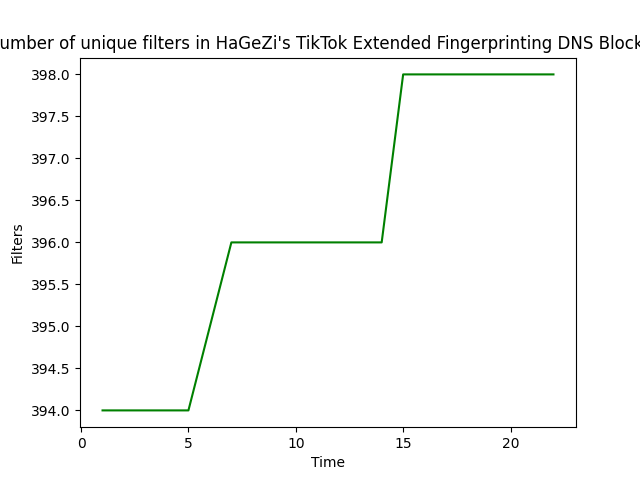 umber of unique filters in HaGeZi's TikTok Extended Fingerprinting DNS Block
398.0
397.5
397.0
396.5
396.0
395.5
395.0
394.5
394.0
Filters
0 5 10 15 20
Time